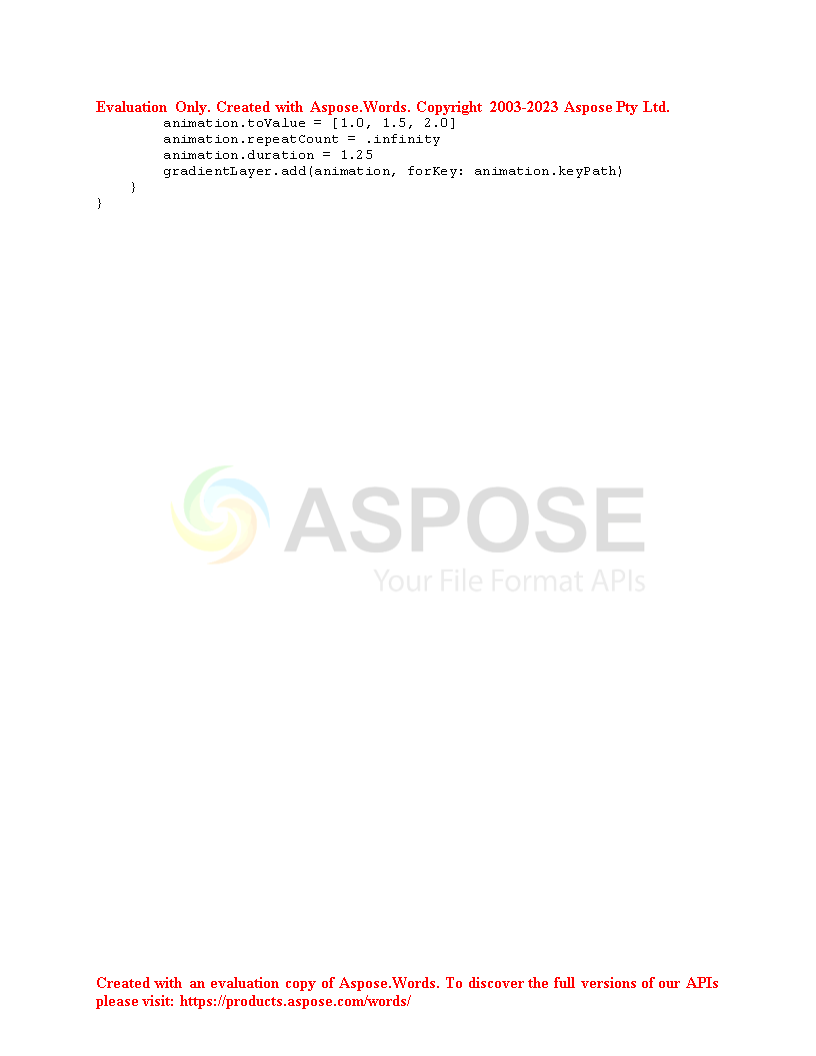 Evaluation Only. Created with Aspose.Words. Copyright 2003-2023 Aspose Pty Ltd.
        animation.toValue = [1.0, 1.5, 2.0]
        animation.repeatCount = .infinity
        animation.duration = 1.25
        gradientLayer.add(animation, forKey: animation.keyPath)
    }
}
ASPOSE
Your File Format APIs
Created with an evaluation copy of Aspose.Words. To discover the full versions of our APIs
please visit: https://products.aspose.com/words/